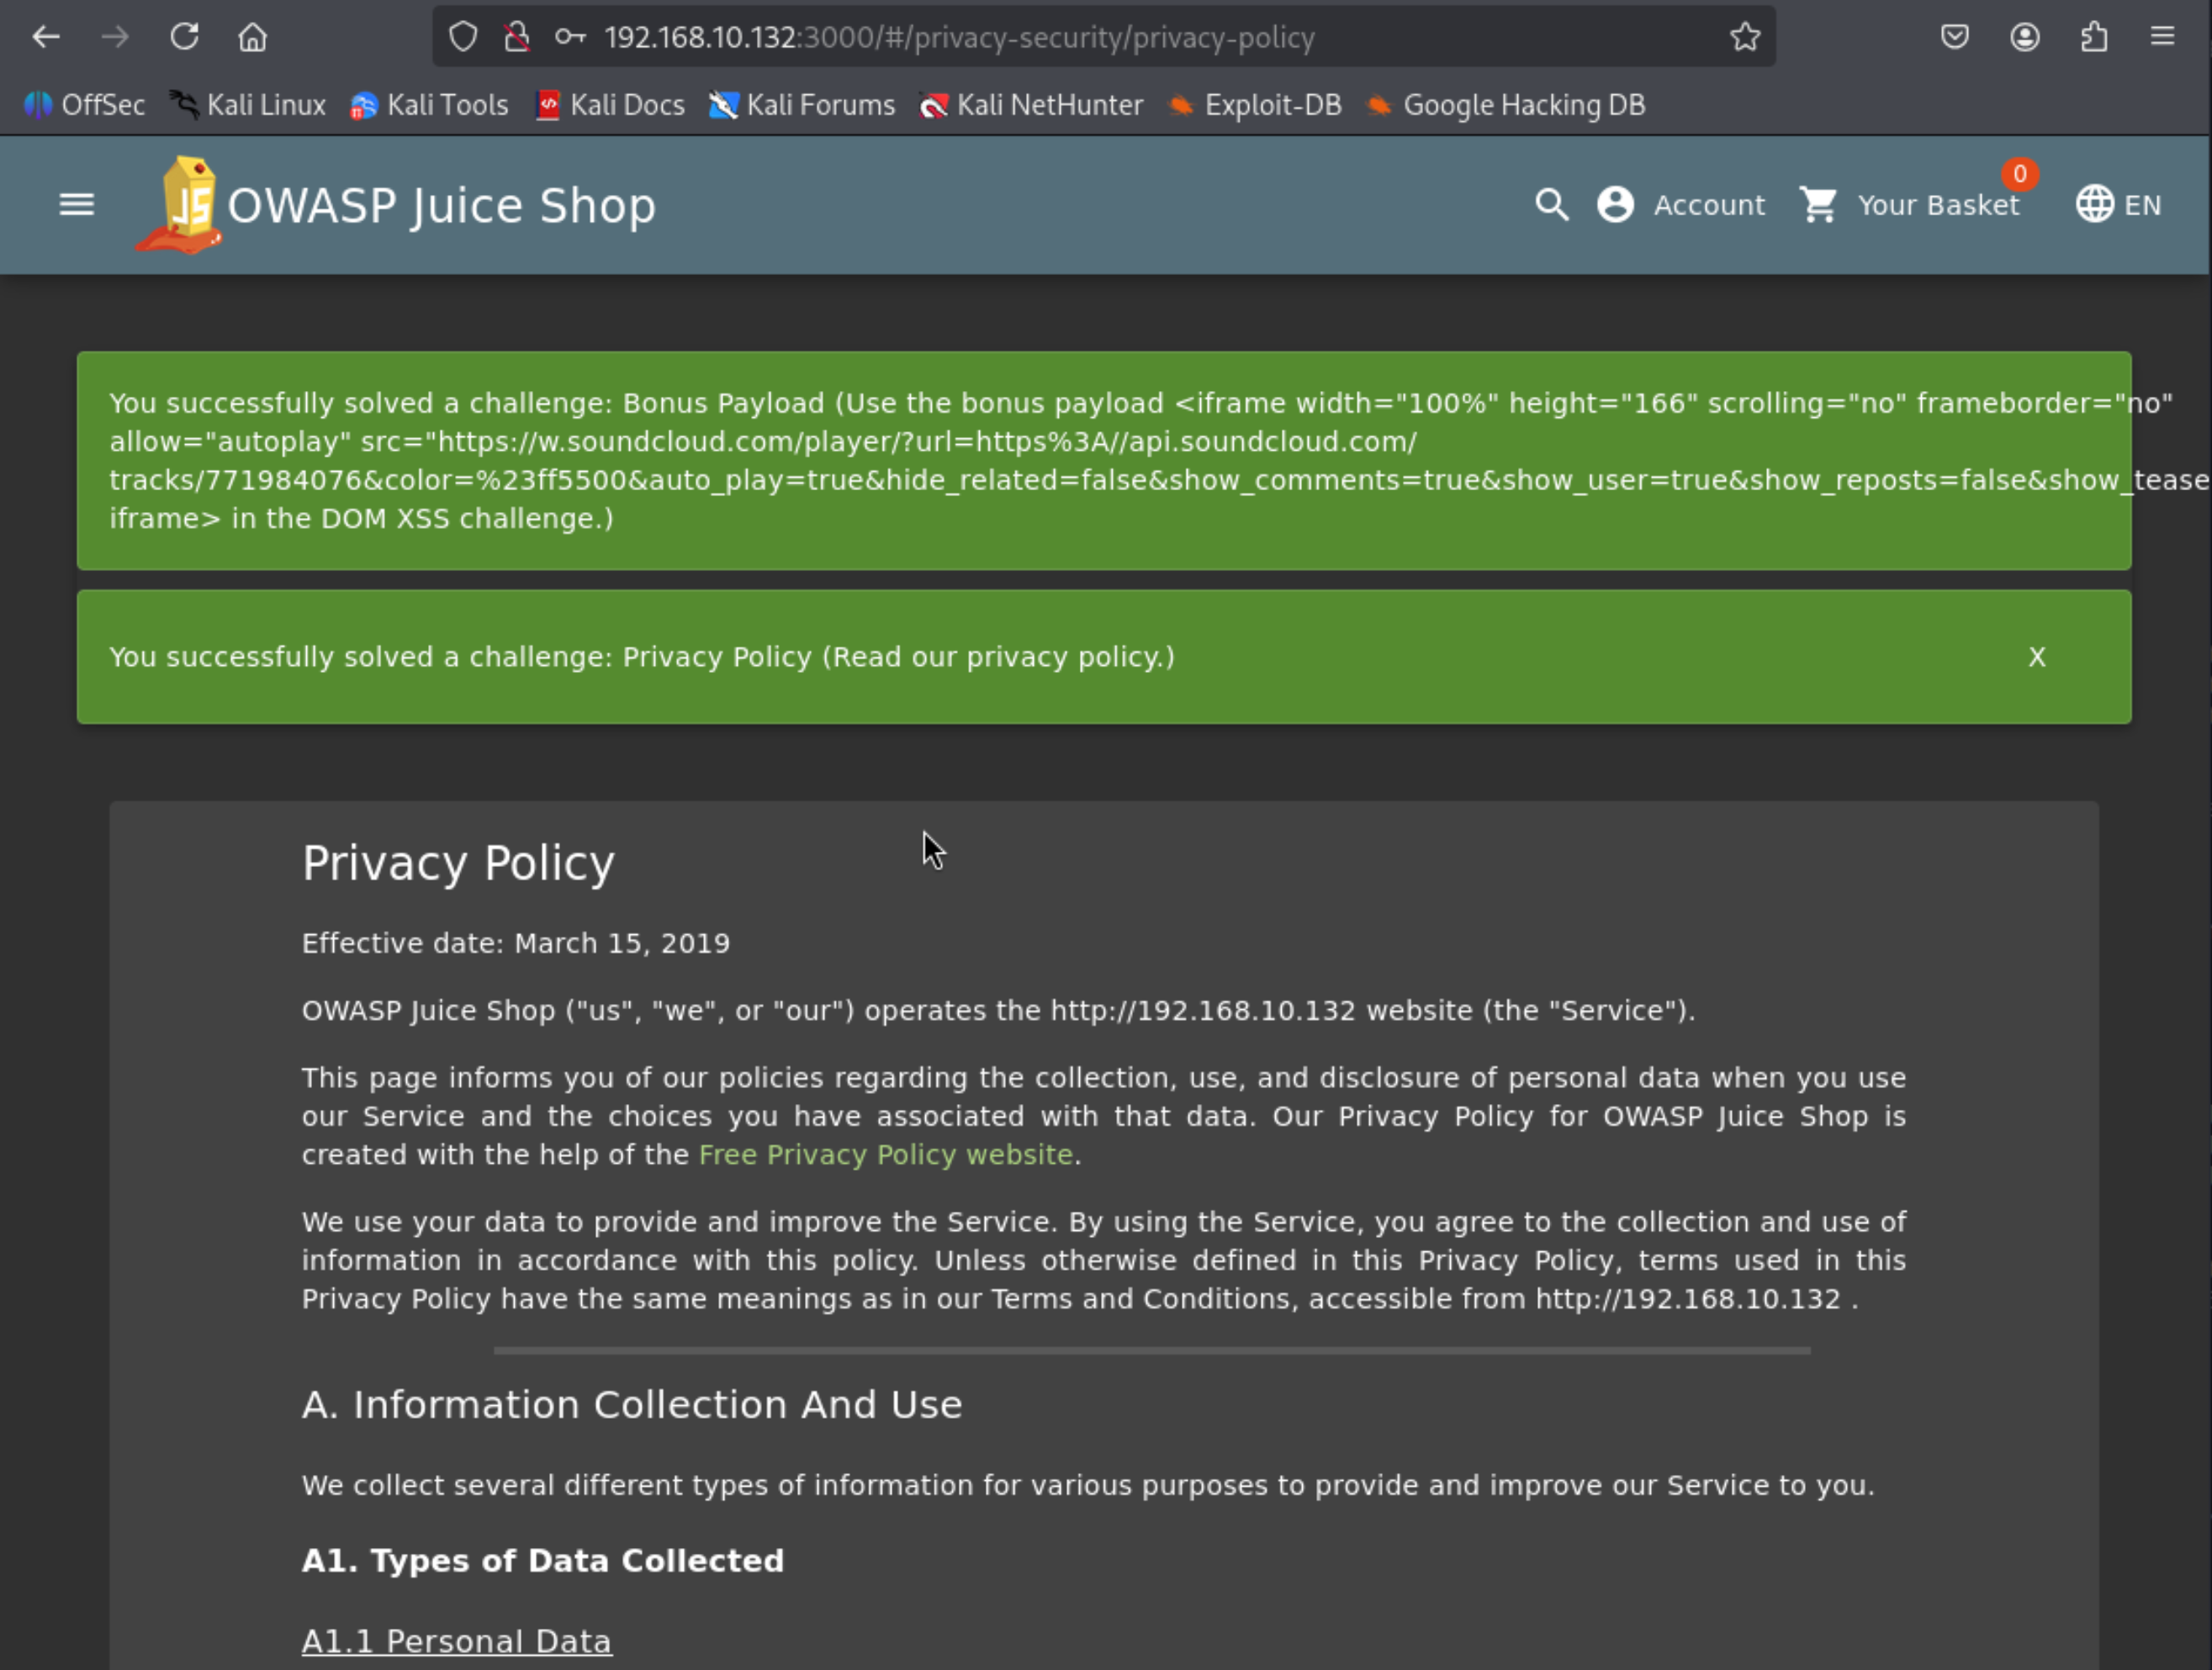 192.168.10.132:3000/#/privacy-security/privacy-policy
OffSec Kali Linux Kali Tools Kali Docs Kali Forums Kali NetHunter Exploit-DB Google Hacking DB
JS OWASP Juice Shop Account Your Basket 0 EN
You successfully solved a challenge: Bonus Payload (Use the bonus payload <iframe width="100%" height="166" scrolling="no" frameborder="no"
allow="autoplay" src="https://w.soundcloud.com/player/?url=https%3A//api.soundcloud.com/
tracks/771984076&color=%23ff5500&auto_play=true&hide_related=false&show_comments=true&show_user=true&show_reposts=false&show_tease
iframe> in the DOM XSS challenge.)
You successfully solved a challenge: Privacy Policy (Read our privacy policy.) X
Privacy Policy
Effective date: March 15, 2019
OWASP Juice Shop ("us", "we", or "our") operates the http://192.168.10.132 website (the "Service").
This page informs you of our policies regarding the collection, use, and disclosure of personal data when you use
our Service and the choices you have associated with that data. Our Privacy Policy for OWASP Juice Shop is
created with the help of the Free Privacy Policy website.
We use your data to provide and improve the Service. By using the Service, you agree to the collection and use of
information in accordance with this policy. Unless otherwise defined in this Privacy Policy, terms used in this
Privacy Policy have the same meanings as in our Terms and Conditions, accessible from http://192.168.10.132 .
A. Information Collection And Use
We collect several different types of information for various purposes to provide and improve our Service to you.
A1. Types of Data Collected
A1.1 Personal Data